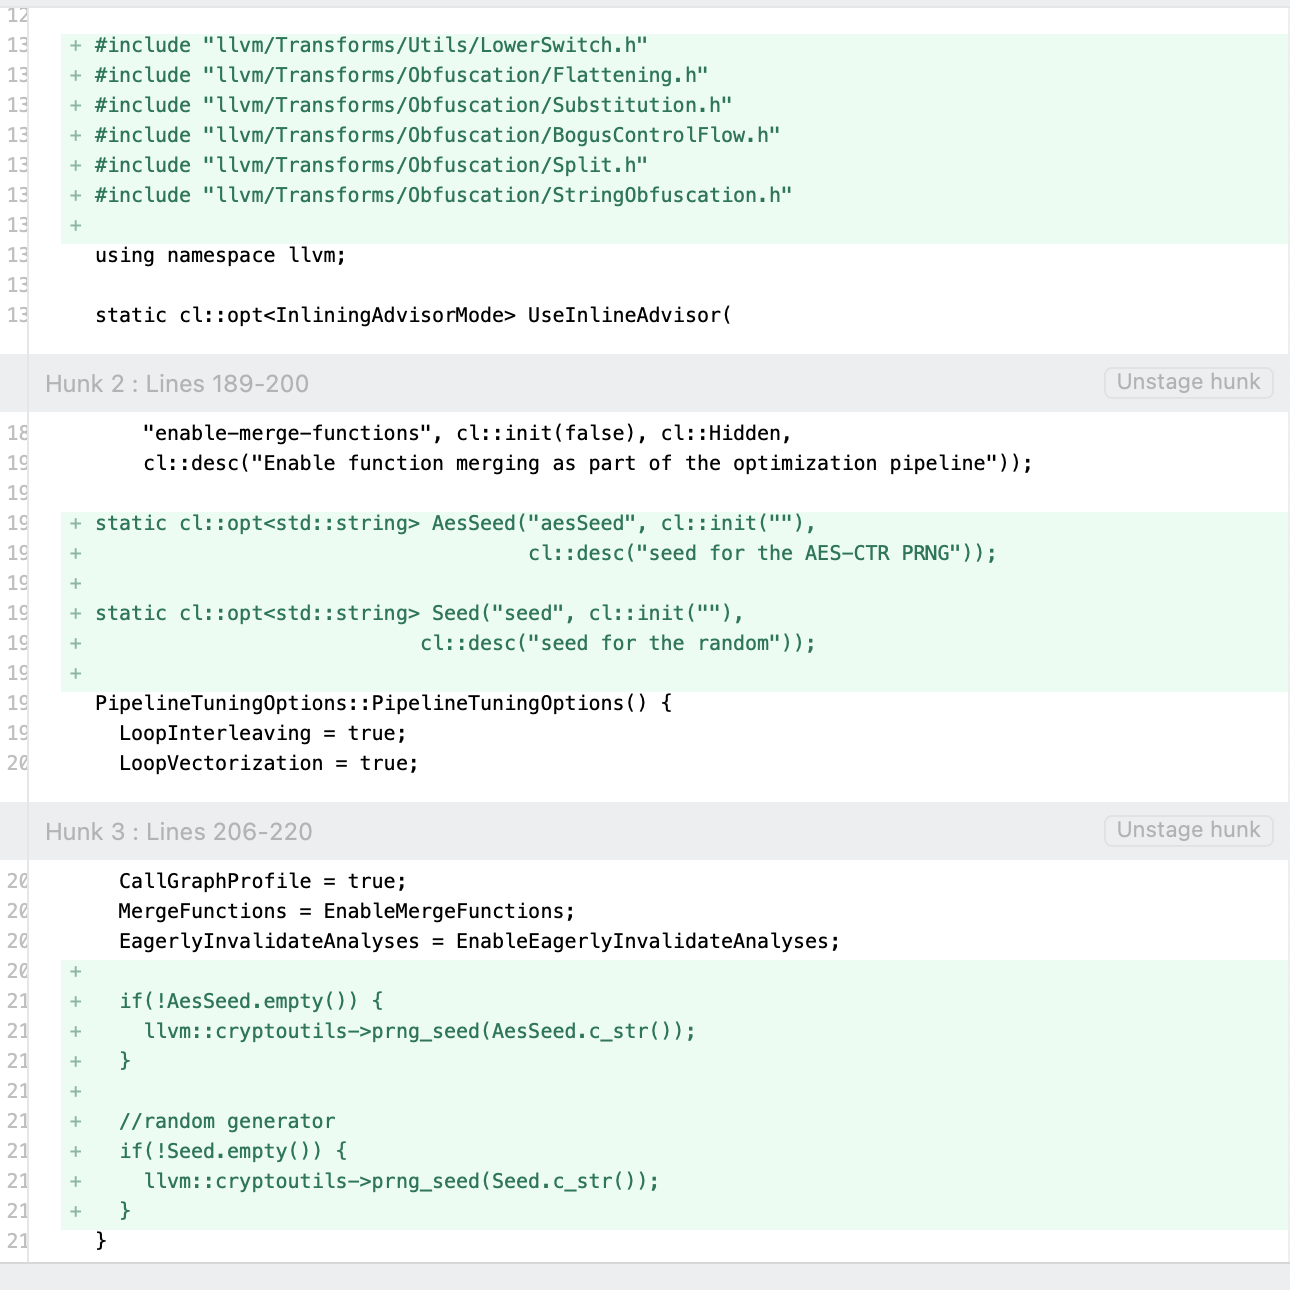 12
13 + #include "llvm/Transforms/Utils/LowerSwitch.h"
13 + #include "llvm/Transforms/Obfuscation/Flattening.h"
13 + #include "llvm/Transforms/Obfuscation/Substitution.h"
13 + #include "llvm/Transforms/Obfuscation/BogusControlFlow.h"
13 + #include "llvm/Transforms/Obfuscation/Split.h"
13 + #include "llvm/Transforms/Obfuscation/StringObfuscation.h"
13 +
13 using namespace llvm;
13
13 static cl::opt<InliningAdvisorMode> UseInlineAdvisor(
Hunk 2 : Lines 189-200 Unstage hunk
18 "enable-merge-functions", cl::init(false), cl::Hidden,
19 cl::desc("Enable function merging as part of the optimization pipeline"));
19
19 + static cl::opt<std::string> AesSeed("aesSeed", cl::init(""),
19 + cl::desc("seed for the AES-CTR PRNG"));
19 +
19 + static cl::opt<std::string> Seed("seed", cl::init(""),
19 + cl::desc("seed for the random"));
19 +
19 PipelineTuningOptions::PipelineTuningOptions() {
19 LoopInterleaving = true;
20 LoopVectorization = true;
Hunk 3 : Lines 206-220 Unstage hunk
20 CallGraphProfile = true;
20 MergeFunctions = EnableMergeFunctions;
20 EagerlyInvalidateAnalyses = EnableEagerlyInvalidateAnalyses;
20 +
21 + if(!AesSeed.empty()) {
21 + llvm::cryptoutils->prng_seed(AesSeed.c_str());
21 + }
21 +
21 + //random generator
21 + if(!Seed.empty()) {
21 + llvm::cryptoutils->prng_seed(Seed.c_str());
21 + }
21 }